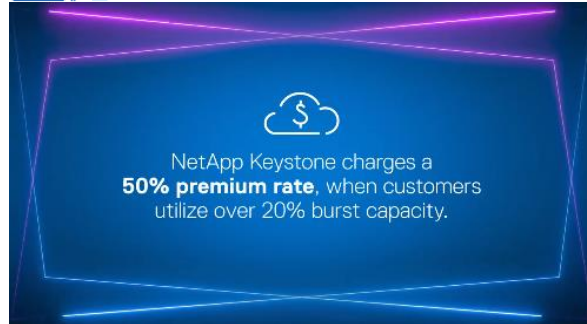 $
NetApp Keystone charges a
50% premium rate, when customers
utilize over 20% burst capacity.